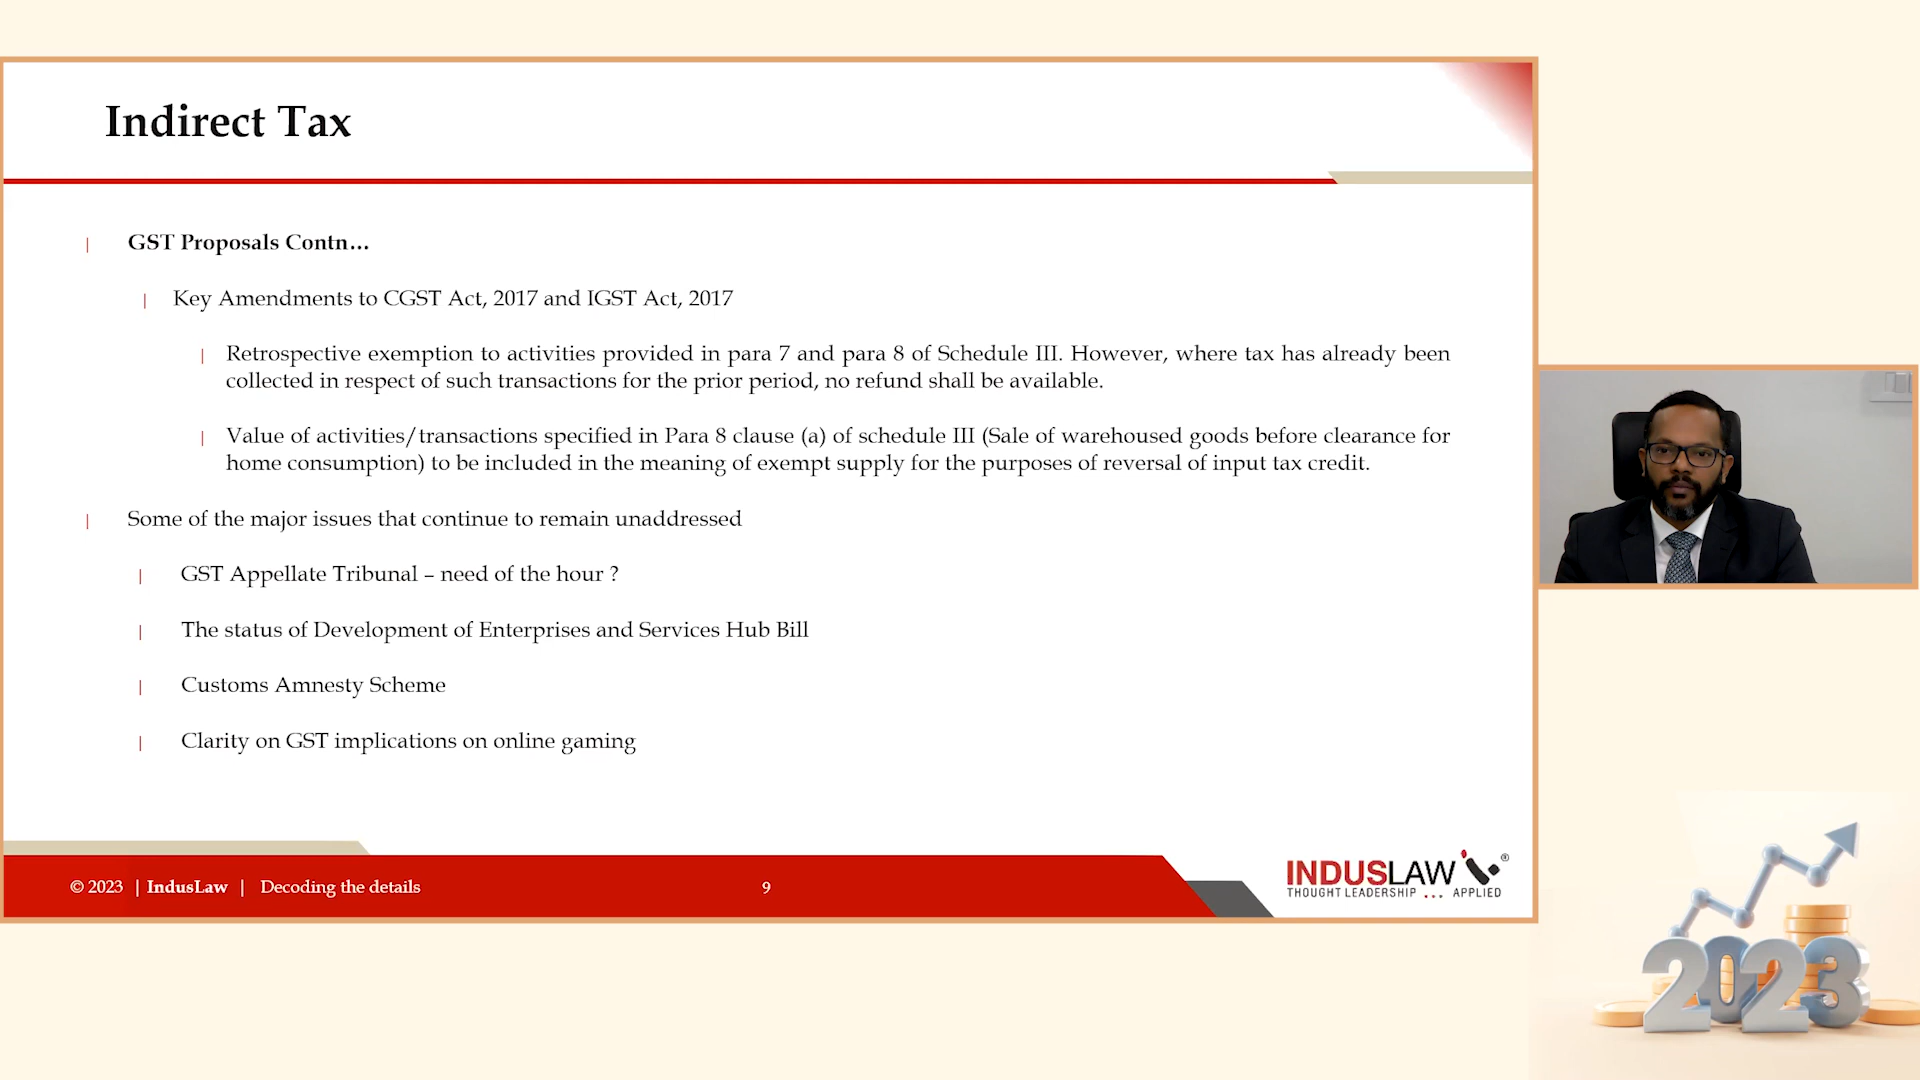 Indirect Tax
GST Proposals Contn…
Key Amendments to CGST Act, 2017 and IGST Act, 2017
Retrospective exemption to activities provided in para 7 and para 8 of Schedule III. However, where tax has already been
collected in respect of such transactions for the prior period, no refund shall be available.
Value of activities/transactions specified in Para 8 clause (a) of schedule III (Sale of warehoused goods before clearance for
home consumption) to be included in the meaning of exempt supply for the purposes of reversal of input tax credit.
Some of the major issues that continue to remain unaddressed
GST Appellate Tribunal – need of the hour ?
The status of Development of Enterprises and Services Hub Bill
Customs Amnesty Scheme
Clarity on GST implications on online gaming
© 2023 | IndusLaw | Decoding the details
9
INDUSLAW ®
THOUGHT LEADERSHIP ... APPLIED
2023